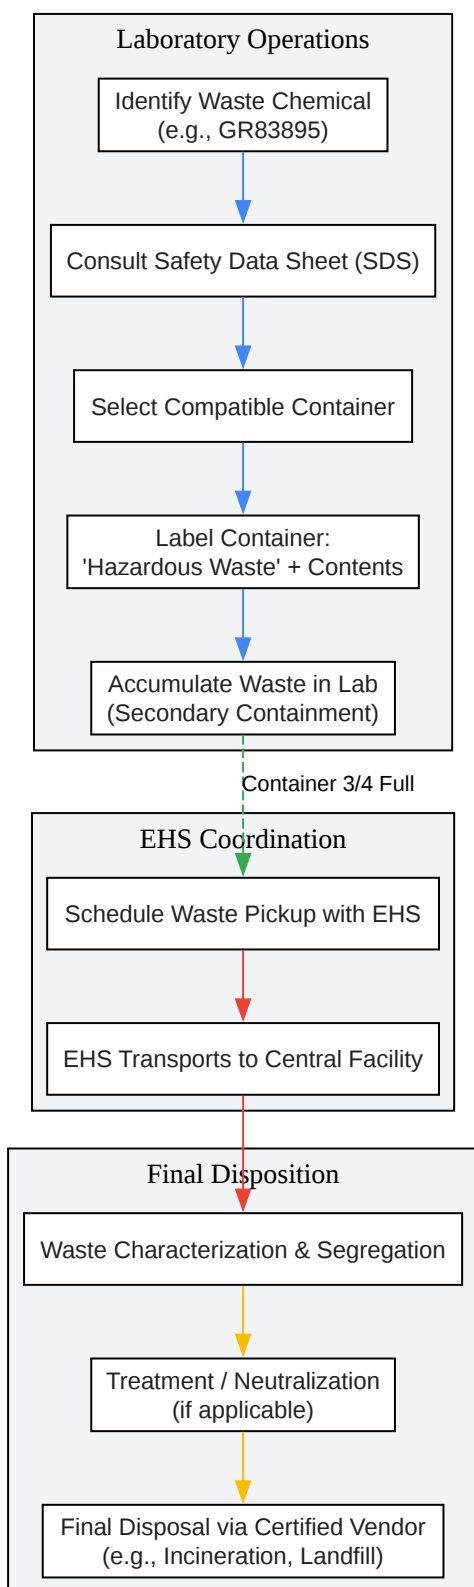 Laboratory Operations
Identify Waste Chemical
(e.g., GR83895)
Consult Safety Data Sheet (SDS)
Select Compatible Container
Label Container:
'Hazardous Waste' + Contents
Accumulate Waste in Lab
(Secondary Containment)
Container 3/4 Full
EHS Coordination
Schedule Waste Pickup with EHS
EHS Transports to Central Facility
Final Disposition
Waste Characterization & Segregation
Treatment / Neutralization
(if applicable)
Final Disposal via Certified Vendor
(e.g., Incineration, Landfill)